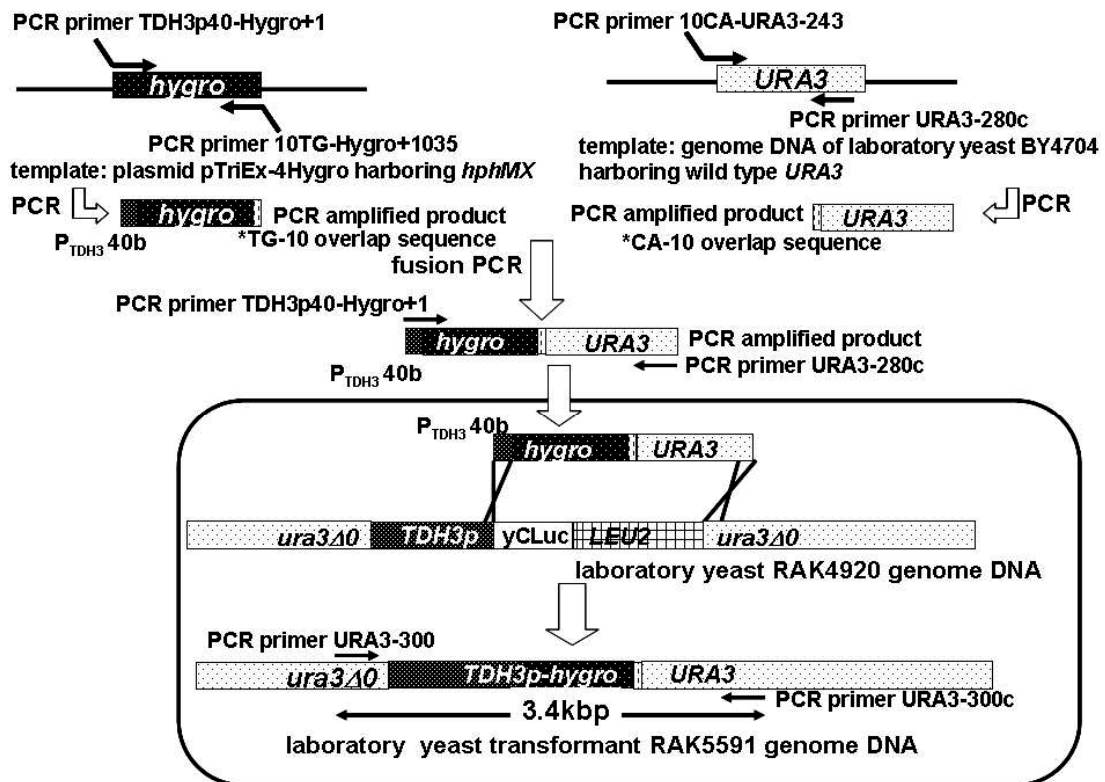 PCR primer TDH3p40-Hygro+1
hygro
PCR primer 10TG-Hygro+1035
template: plasmid pTriEx-4Hygro harboring hphMX
PCR
hygro
PCR amplified product
P_TDH3 40b
*TG-10 overlap sequence
PCR primer 10CA-URA3-243
URA3
PCR primer URA3-280c
template: genome DNA of laboratory yeast BY4704
harboring wild type URA3
PCR amplified product
URA3
PCR
*CA-10 overlap sequence
fusion PCR
PCR primer TDH3p40-Hygro+1
hygro
URA3
PCR amplified product
PCR primer URA3-280c
P_TDH3 40b
P_TDH3 40b
hygro
URA3
ura3Δ0
TDH3p
yCLuc
LEU2
ura3Δ0
laboratory yeast RAK4920 genome DNA
PCR primer URA3-300
ura3Δ0
TDH3p-hygro
URA3
PCR primer URA3-300c
3.4kbp
laboratory yeast transformant RAK5591 genome DNA